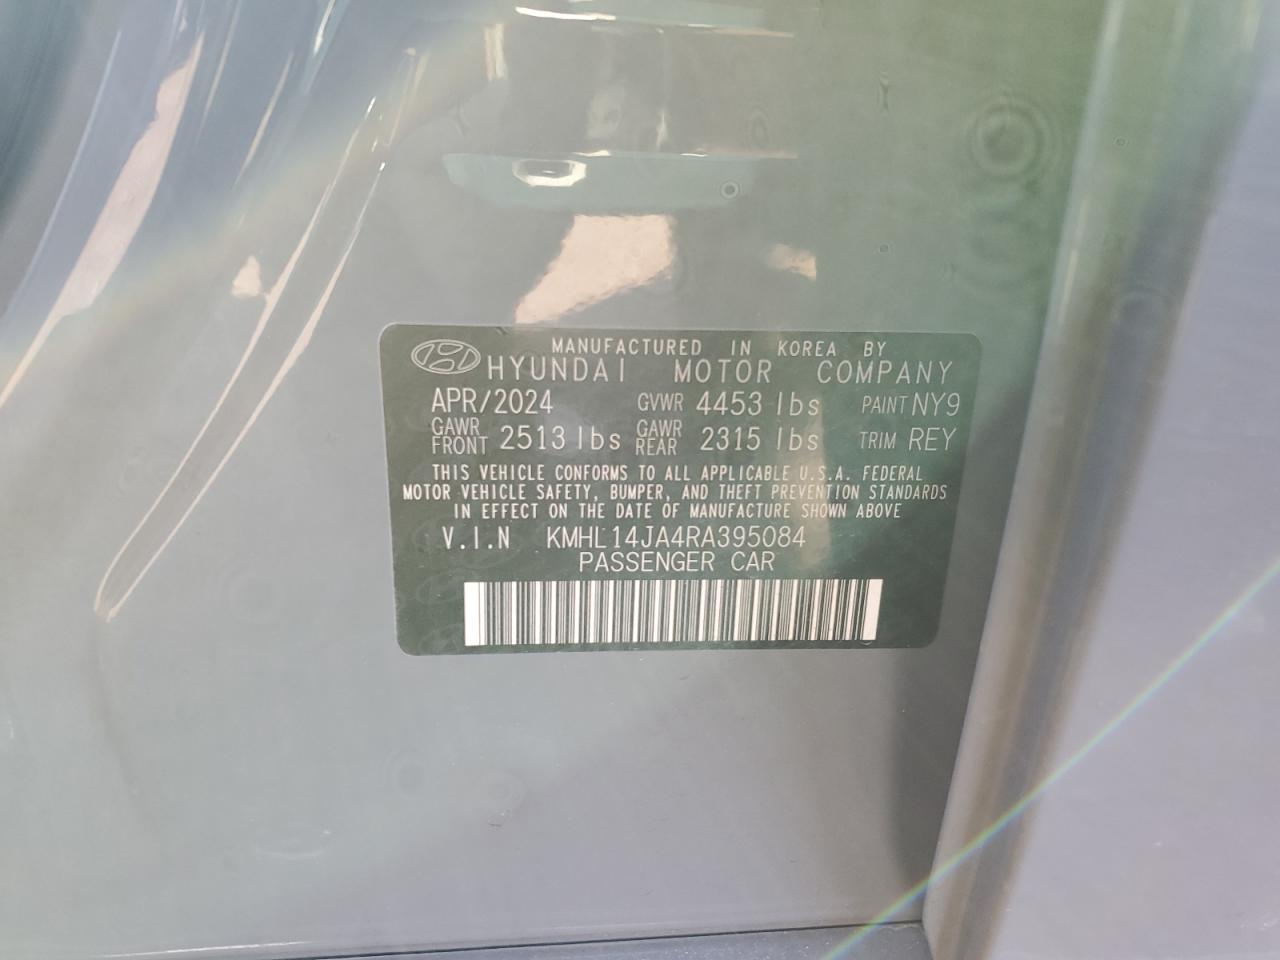 MANUFACTURED IN KOREA BY
HYUNDAI MOTOR COMPANY
APR/2024 GVWR 4453 lbs PAINT NY9
GAWR FRONT 2513 lbs GAWR REAR 2315 lbs TRIM REY
THIS VEHICLE CONFORMS TO ALL APPLICABLE U.S.A. FEDERAL
MOTOR VEHICLE SAFETY, BUMPER, AND THEFT PREVENTION STANDARDS
IN EFFECT ON THE DATE OF MANUFACTURE SHOWN ABOVE
V.I.N KMHL14JA4RA395084
PASSENGER CAR